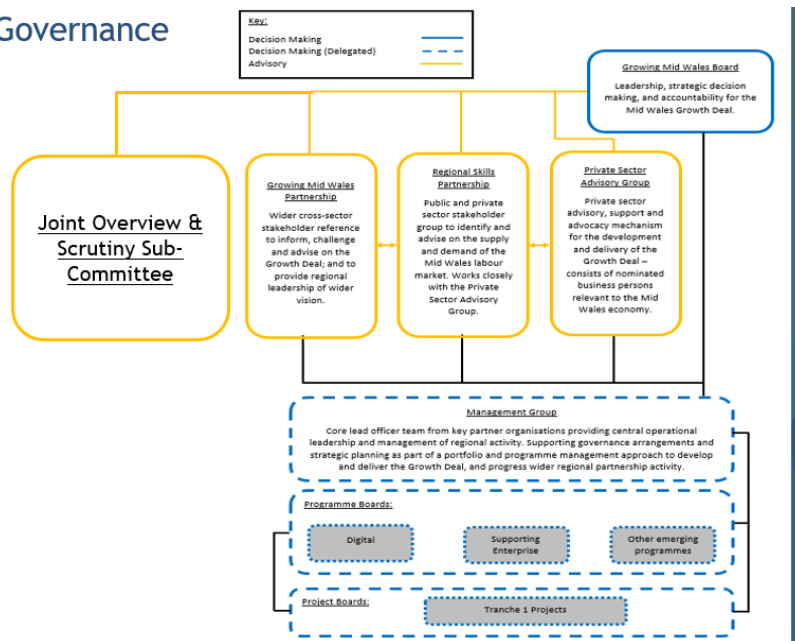 Governance
Key:
Decision Making
Decision Making (Delegated)
Advisory
Growing Mid Wales Board
Leadership, strategic decision
making, and accountability for the
Mid Wales Growth Deal.
Joint Overview &
Scrutiny Sub-
Committee
Growing Mid Wales
Partnership
Wider cross-sector
stakeholder reference
to inform, challenge
and advise on the
Growth Deal; and to
provide regional
leadership of wider
vision.
Regional Skills
Partnership
Public and private
sector stakeholder
group to identify and
advise on the supply
and demand of the
Mid Wales labour
market. Works closely
with the Private
Sector Advisory
Group.
Private Sector
Advisory Group
Private sector
advisory, support and
advocacy mechanism
for the development
and delivery of the
Growth Deal –
consists of nominated
business persons
relevant to the Mid
Wales economy.
Management Group
Core lead officer team from key partner organisations providing central operational
leadership and management of regional activity. Supporting governance arrangements and
strategic planning as part of a portfolio and programme management approach to develop
and deliver the Growth Deal, and progress wider regional partnership activity.
Programme Boards:
Digital
Supporting
Enterprise
Other emerging
programmes
Project Boards:
Tranche 1 Projects